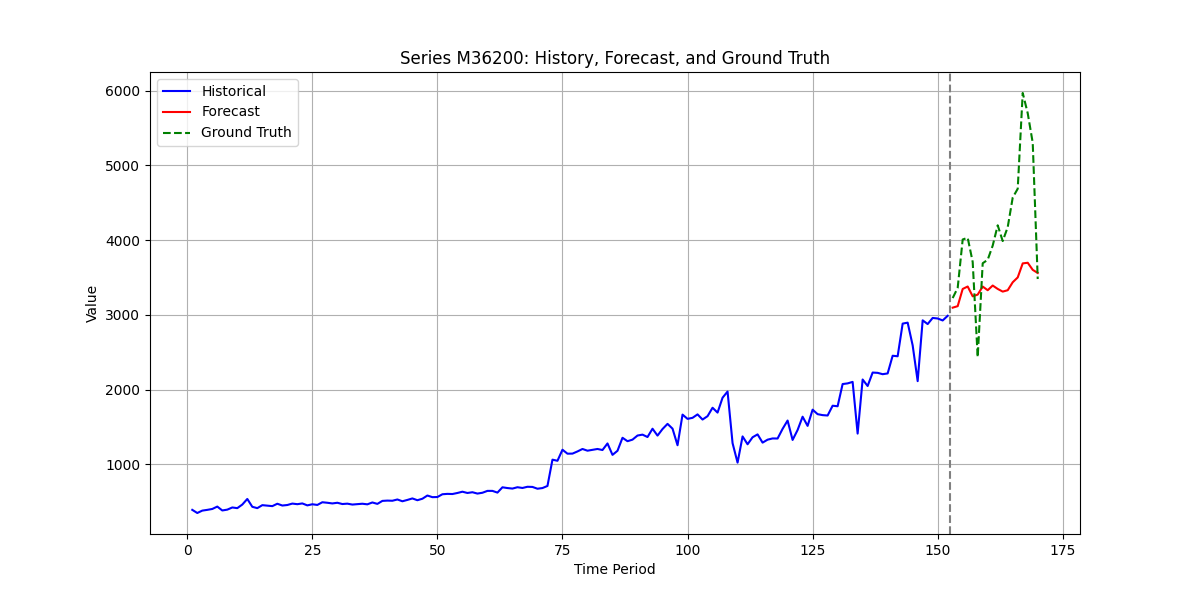 Series M36200: History, Forecast, and Ground Truth
Historical
Forecast
Ground Truth
6000
5000
4000
3000
2000
1000
Value
0 25 50 75 100 125 150 175
Time Period